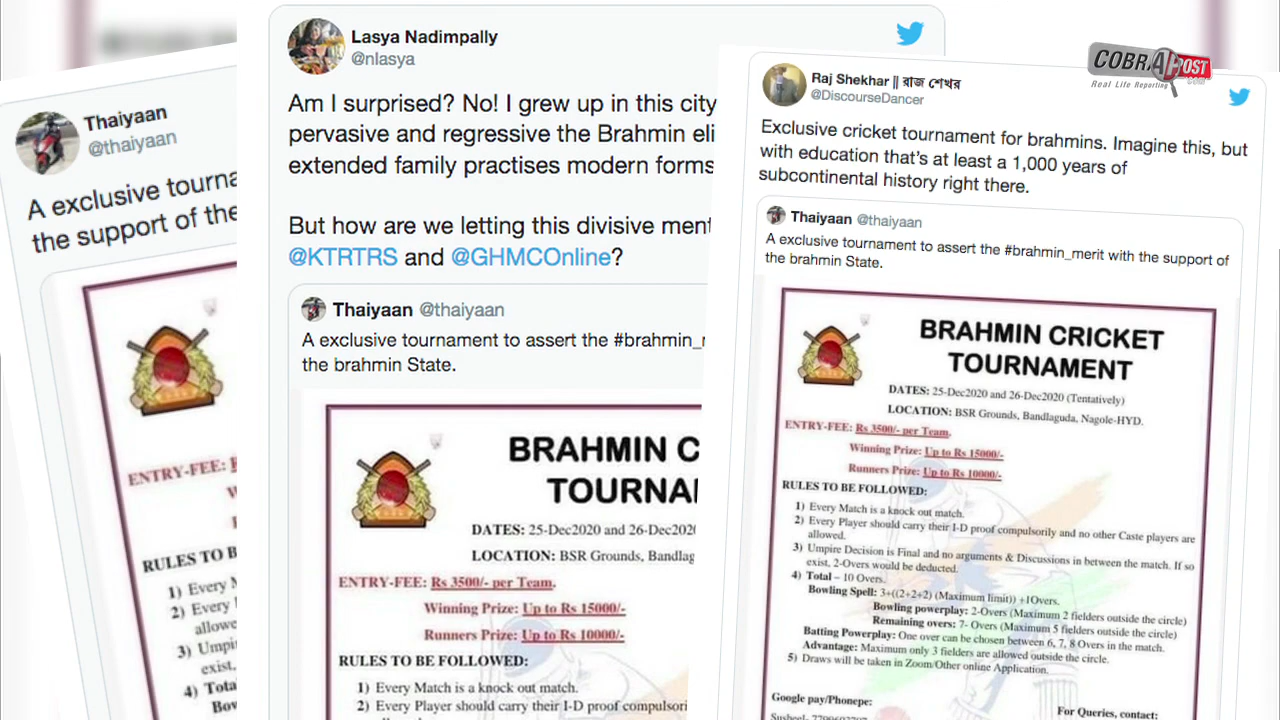 Thaiyaan
@thaiyaan
A exclusive tourna
the support of the
ENTRY-FEE:
RULES TO B
1) Every
2) Every
allowe
3) Umpi
exist.
4) Tota
Bow
Lasya Nadimpally
@nlasya
Am I surprised? No! I grew up in this city
pervasive and regressive the Brahmin eli
extended family practises modern forms
But how are we letting this divisive ment
@KTRTRS and @GHMCOnline?
Thaiyaan @thaiyaan
A exclusive tournament to assert the #brahmin_r
the brahmin State.
BRAHMIN C
TOURNA
DATES: 25-Dec2020 and 26-Dec202
LOCATION: BSR Grounds, Bandlag
ENTRY-FEE: Rs 3500/- per Team.
Winning Prize: Up to Rs 15000/-
Runners Prize: Up to Rs 10000/-
RULES TO BE FOLLOWED:
1) Every Match is a knock out match.
2) Every Player should carry their I-D proof compulsori
COBRAPOST
.com
Real Life Reporting
Raj Shekhar || রাজ শেখর
@DiscourseDancer
Exclusive cricket tournament for brahmins. Imagine this, but
with education that's at least a 1,000 years of
subcontinental history right there.
Thaiyaan @thaiyaan
A exclusive tournament to assert the #brahmin_merit with the support of
the brahmin State.
BRAHMIN CRICKET
TOURNAMENT
DATES: 25-Dec2020 and 26-Dec2020 (Tentatively)
LOCATION: BSR Grounds, Bandlaguda, Nagole-HYD.
ENTRY-FEE: Rs 3500/- per Team.
Winning Prize: Up to Rs 15000/-
Runners Prize: Up to Rs 10000/-
RULES TO BE FOLLOWED:
1) Every Match is a knock out match.
2) Every Player should carry their I-D proof compulsorily and no other Caste players are
allowed.
3) Umpire Decision is Final and no arguments & Discussions in between the match. If so
exist, 2-Overs would be deducted.
4) Total – 10 Overs.
Bowling Spell: 3+((2+2+2) (Maximum limit)) +1Overs.
Bowling powerplay: 2-Overs (Maximum 2 fielders outside the circle)
Remaining overs: 7- Overs (Maximum 5 fielders outside the circle)
Batting Powerplay: One over can be chosen between 6, 7, 8 Overs in the match.
Advantage: Maximum only 3 fielders are allowed outside the circle.
5) Draws will be taken in Zoom/Other online Application.
Google pay/Phonepe:
For Queries, contact: